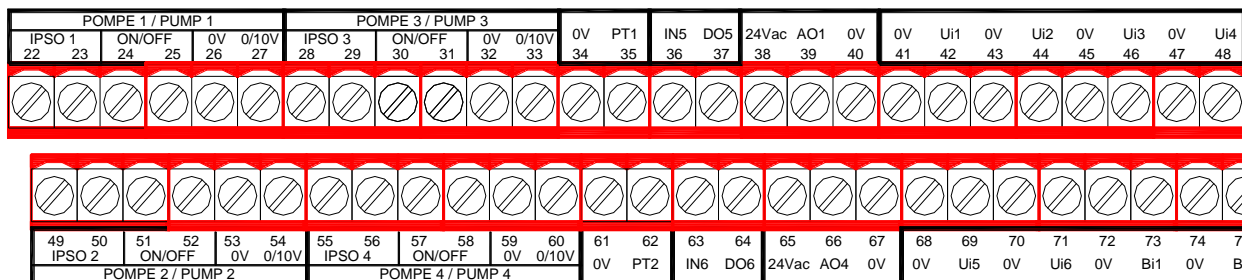 POMPE 1 / PUMP 1 POMPE 3 / PUMP 3
IPSO 1 ON/OFF 0V 0/10V IPSO 3 ON/OFF 0V 0/10V 0V PT1 IN5 DO5 24Vac AO1 0V 0V Ui1 0V Ui2 0V Ui3 0V Ui4
22 23 24 25 26 27 28 29 30 31 32 33 34 35 36 37 38 39 40 41 42 43 44 45 46 47 48
49 50 51 52 53 54 55 56 57 58 59 60 61 62 63 64 65 66 67 68 69 70 71 72 73 74
IPSO 2 ON/OFF 0V 0/10V IPSO 4 ON/OFF 0V 0/10V 0V PT2 IN6 DO6 24Vac AO4 0V 0V Ui5 0V Ui6 0V Bi1 0V
POMPE 2 / PUMP 2 POMPE 4 / PUMP 4